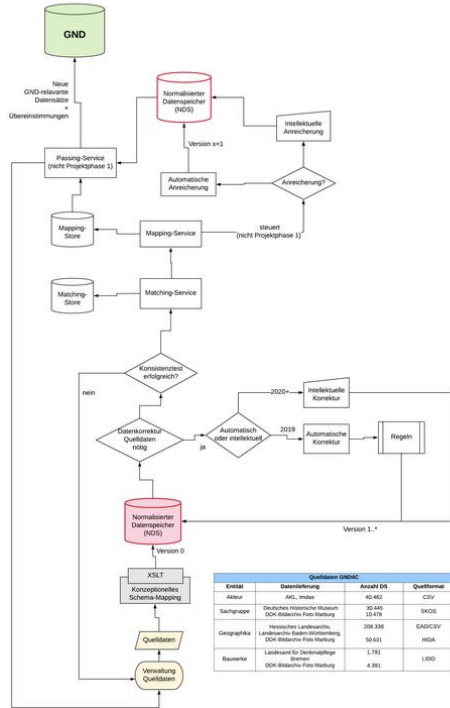 GND
Neue
GND-relevante
Datensätze
+
Übereinstimmungen
Normalisierter
Datenspeicher
(NDS)
Intellektuelle
Anreicherung
Version x+1
Passing-Service
(nicht Projektphase 1)
Automatische
Anreicherung
Anreicherung?
Mapping-
Store
Mapping-Service
steuert
(nicht Projektphase 1)
Matching-
Store
Matching-Service
Konsistenztest
erfolgreich?
nein
2020+
Intellektuelle
Korrektur
Datenkorrektur
Quelldaten
nötig
ja
Automatisch
oder intellektuell
2019
Automatische
Korrektur
Regeln
Normalisierter
Datenspeicher
(NDS)
Version 1..*
Version 0
XSLT
Konzeptionelles
Schema-Mapping
Quelldaten
Verwaltung
Quelldaten
Quelldaten GND4C
Entität Datenlieferung Anzahl DS Quellformat
Akteur AKL, Imdas 40.462 CSV
Sachgruppe Deutsches Historische Museum 30.445 SKOS
DDK-Bildarchiv Foto Marburg 10.478
Geographika Hessisches Landesarchiv, 208.338 EAD/CSV
Landesarchiv Baden-Württemberg,
DDK-Bildarchiv Foto Marburg 50.631 HIDA
Bauwerke Landesamt für Denkmalpflege 1.791 LIDO
Bremen
DDK-Bildarchiv Foto Marburg 4.391